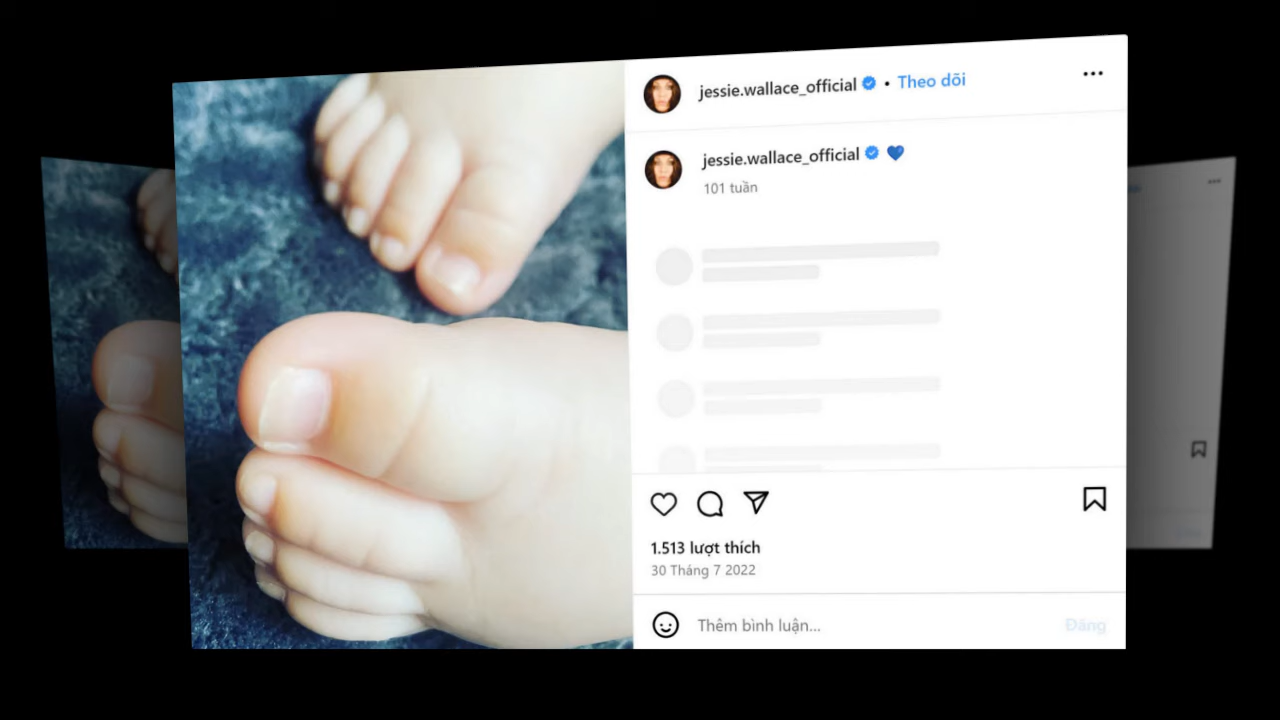 jessie.wallace_official • Theo dõi
jessie.wallace_official
101 tuần
1.513 lượt thích
30 Tháng 7 2022
Thêm bình luận...
Đăng